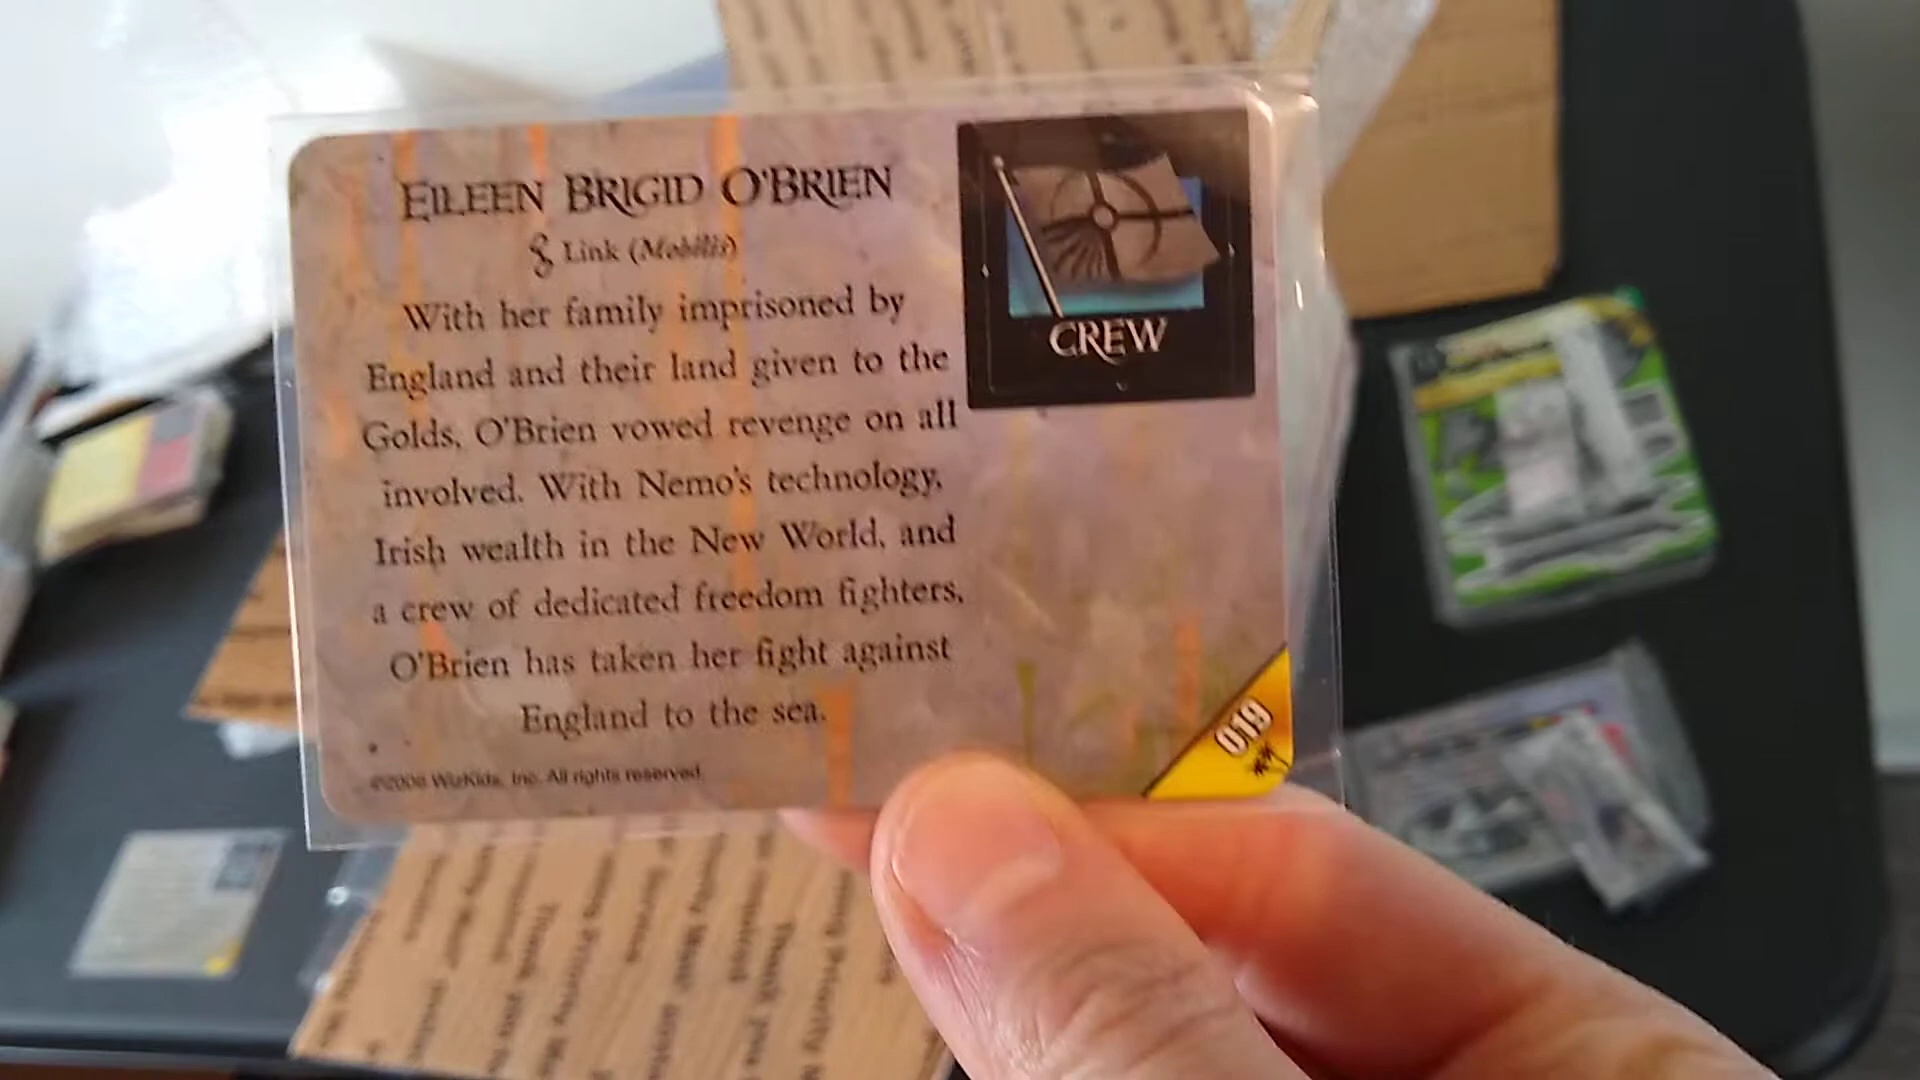 EILEEN BRIGID O'BRIEN
Link (Mobilis)
With her family imprisoned by
England and their land given to the
Golds, O'Brien vowed revenge on all
involved. With Nemo's technology,
Irish wealth in the New World, and
a crew of dedicated freedom fighters,
O'Brien has taken her fight against
England to the sea.
©2006 WizKids, Inc. All rights reserved.
CREW
019
Thank you